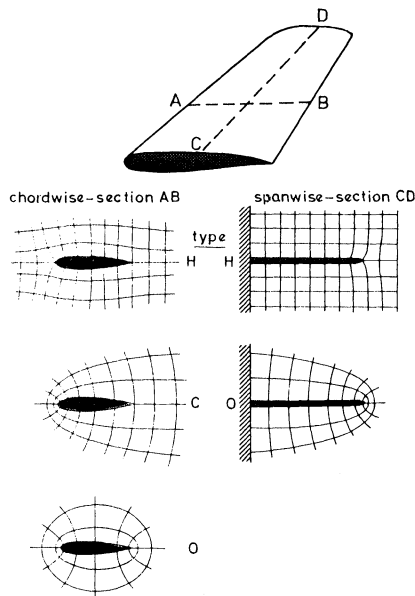 D
A
B
C
chordwise-section AB
spanwise-section CD
type
H
H
C
O
O